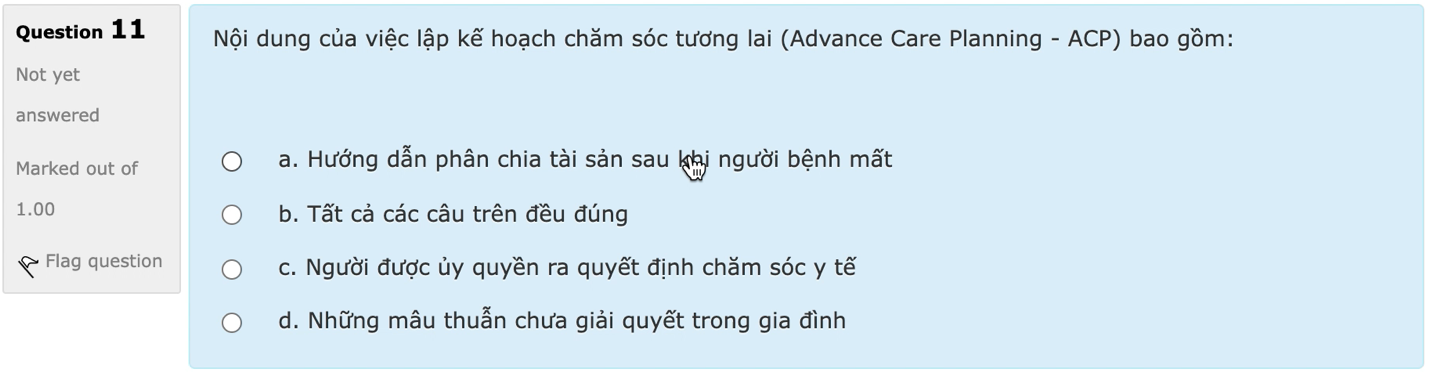 Question 11
Not yet
answered
Marked out of
1.00
Flag question
Nội dung của việc lập kế hoạch chăm sóc tương lai (Advance Care Planning - ACP) bao gồm:
a. Hướng dẫn phân chia tài sản sau khi người bệnh mất
b. Tất cả các câu trên đều đúng
c. Người được ủy quyền ra quyết định chăm sóc y tế
d. Những mâu thuẫn chưa giải quyết trong gia đình